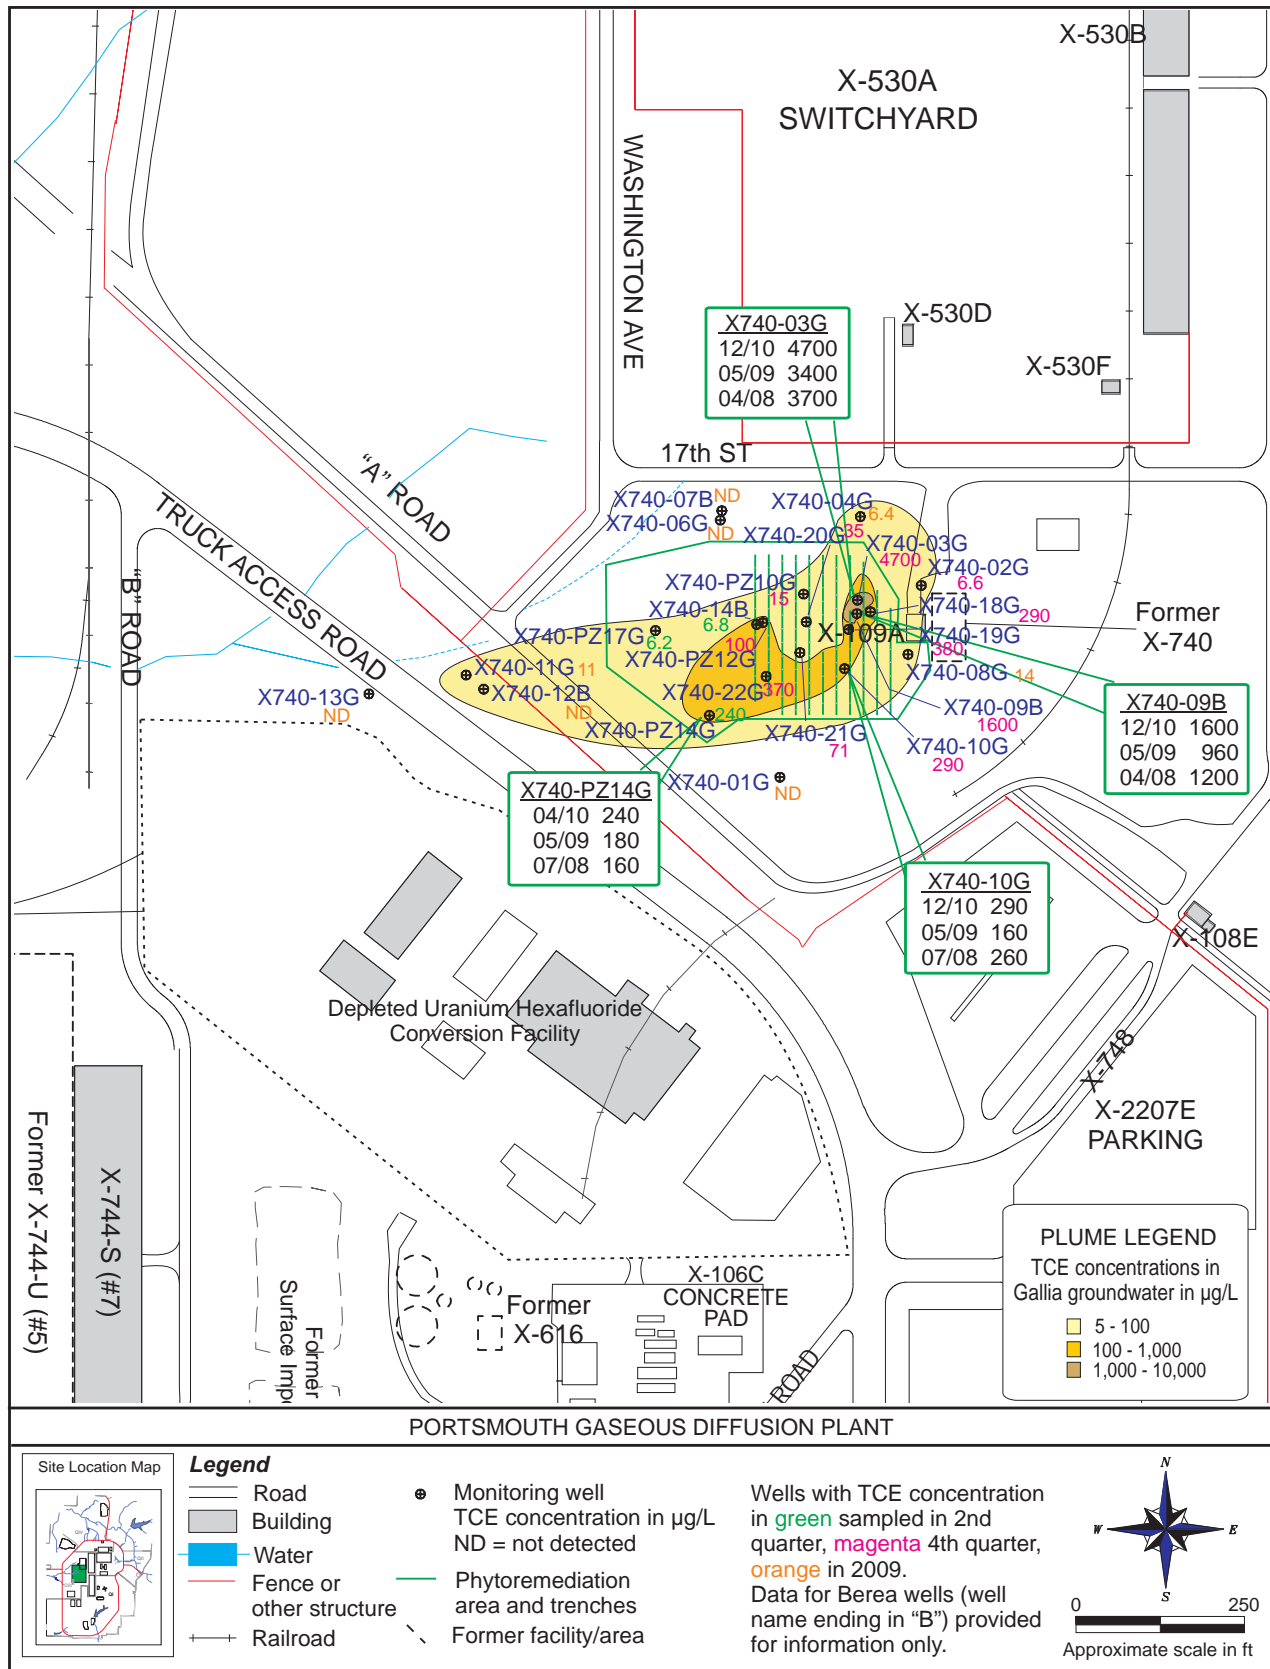 X-530B
X-530A
SWITCHYARD
WASHINGTON AVE
X740-03G
12/10 4700
05/09 3400
04/08 3700
X-530D
X-530F
17th ST
"A" ROAD
TRUCK ACCESS ROAD
"B" ROAD
X740-07B
ND
X740-06G
ND
X740-04G
6.4
X740-20G
35
X740-03G
4700
X740-02G
6.6
X740-PZ10G
15
X740-14B
6.8
X740-18G
290
Former
X-740
X740-PZ17G
6.2
100
X-109A
X740-19G
380
X740-PZ12G
X740-11G 11
X740-08G 14
X740-13G
ND
X740-12B
ND
X740-22G
370
240
X740-09B
1600
X740-PZ14G
X740-21G
71
X740-10G
290
X740-09B
12/10 1600
05/09 960
04/08 1200
X740-01G
ND
X740-PZ14G
04/10 240
05/09 180
07/08 160
X740-10G
12/10 290
05/09 160
07/08 260
X-108E
Depleted Uranium Hexafluoride
Conversion Facility
X-748
X-2207E
PARKING
Former X-744-U (#5)
X-744-S (#7)
Former
Surface Imp
Former
X-616
X-106C
CONCRETE
PAD
ROAD
PLUME LEGEND
TCE concentrations in
Gallia groundwater in µg/L
5 - 100
100 - 1,000
1,000 - 10,000
PORTSMOUTH GASEOUS DIFFUSION PLANT
Site Location Map
Legend
Road
Building
Water
Fence or
other structure
Railroad
Monitoring well
TCE concentration in µg/L
ND = not detected
Phytoremediation
area and trenches
Former facility/area
Wells with TCE concentration
in green sampled in 2nd
quarter, magenta 4th quarter,
orange in 2009.
Data for Berea wells (well
name ending in "B") provided
for information only.
N
W
E
S
0 250
Approximate scale in ft